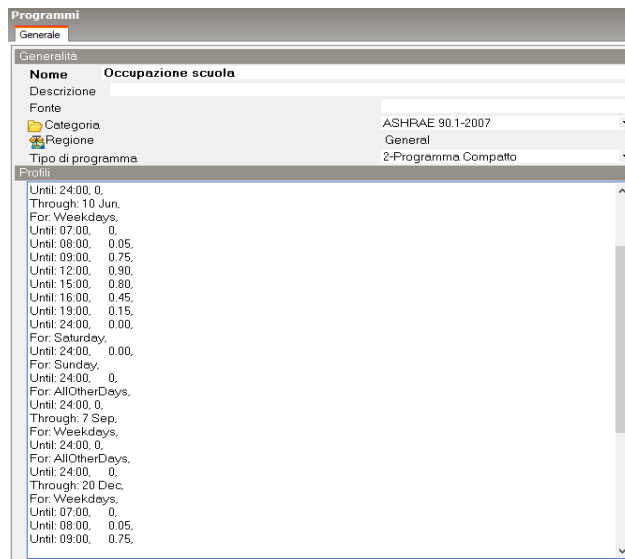 Programmi
Generale
Generalità
Nome Occupazione scuola
Descrizione
Fonte
Categoria ASHRAE 90.1-2007
Regione General
Tipo di programma 2-Programma Compatto
Profili
Until: 24:00, 0,
Through: 10 Jun,
For: Weekdays,
Until: 07:00, 0,
Until: 08:00, 0.05,
Until: 09:00, 0.75,
Until: 12:00, 0,90,
Until: 15:00, 0.80,
Until: 16:00, 0.45,
Until: 19:00, 0.15,
Until: 24:00, 0.00,
For: Saturday,
Until: 24:00, 0.00,
For: Sunday,
Until: 24:00, 0,
For: AllOtherDays,
Until: 24:00, 0,
Through: 7 Sep,
For: Weekdays,
Until: 24:00, 0,
For: AllOtherDays,
Until: 24:00, 0,
Through: 20 Dec,
For: Weekdays,
Until: 07:00, 0,
Until: 08:00, 0.05,
Until: 09:00, 0.75,